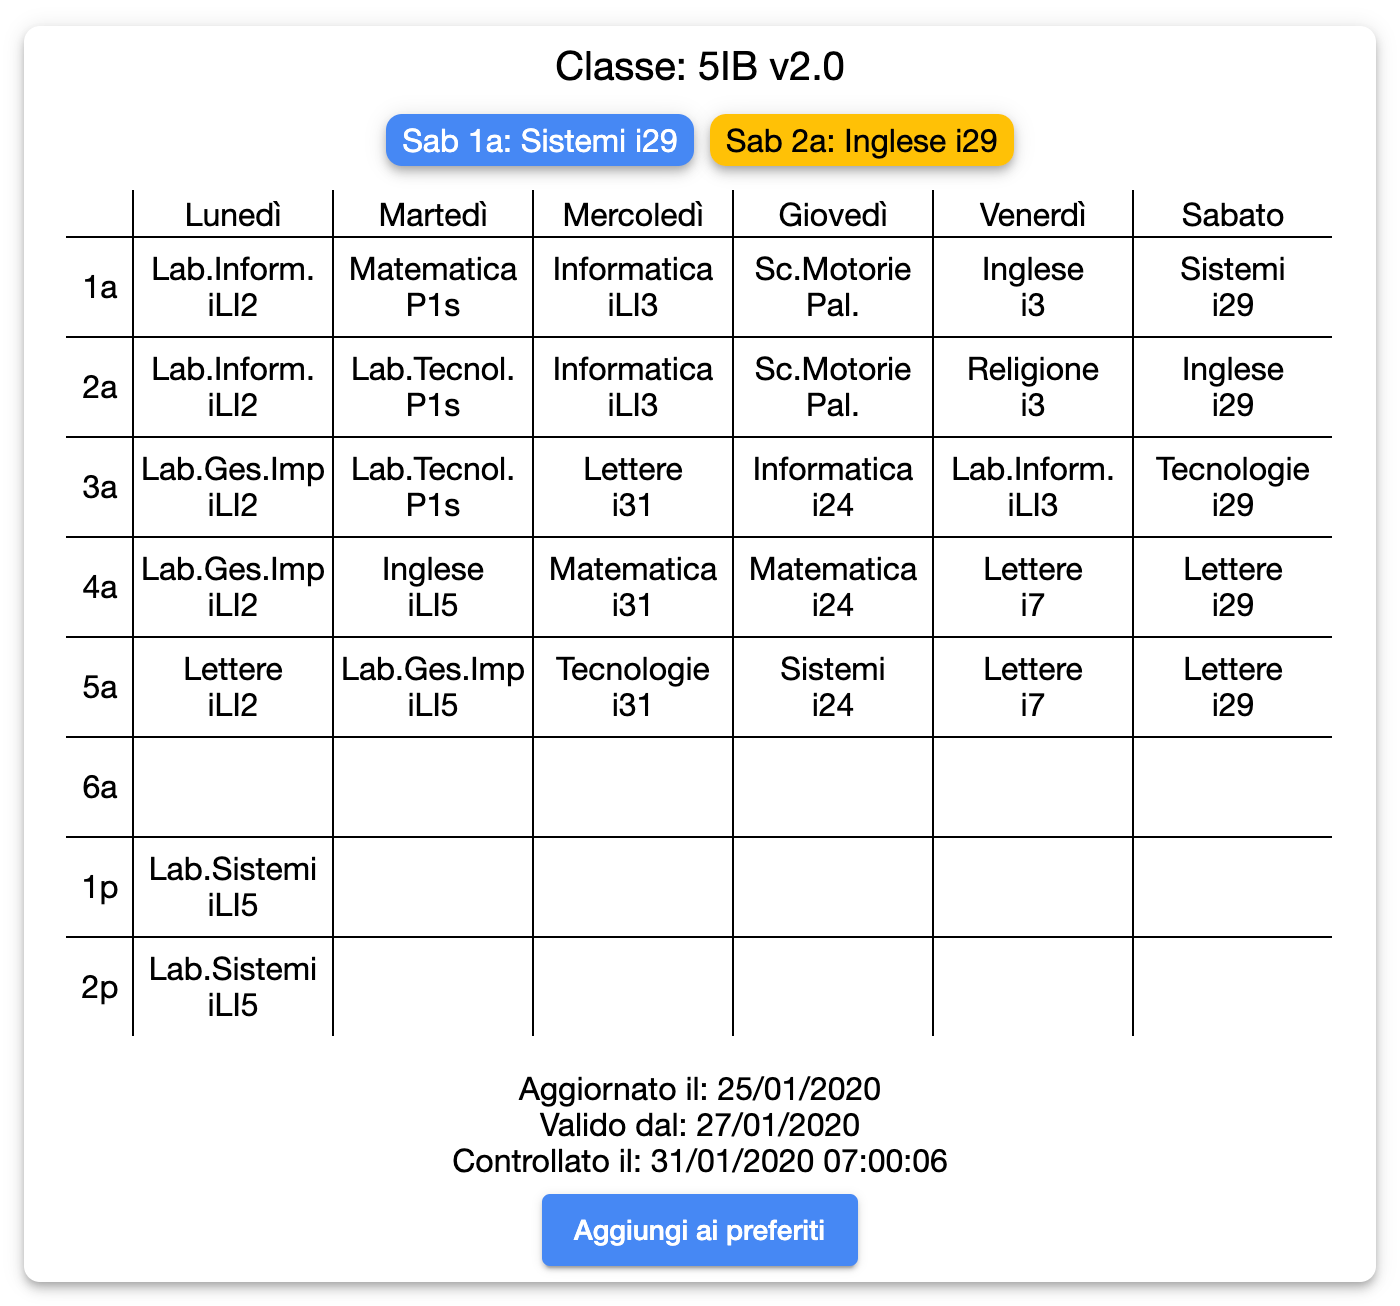 Classe: 5IB v2.0
Sab 1a: Sistemi i29 Sab 2a: Inglese i29
Lunedì Martedì Mercoledì Giovedì Venerdì Sabato
1a Lab.Inform. Matematica Informatica Sc.Motorie Inglese Sistemi
iLI2 P1s iLI3 Pal. i3 i29
2a Lab.Inform. Lab.Tecnol. Informatica Sc.Motorie Religione Inglese
iLI2 P1s iLI3 Pal. i3 i29
3a Lab.Ges.Imp Lab.Tecnol. Lettere Informatica Lab.Inform. Tecnologie
iLI2 P1s i31 i24 iLI3 i29
4a Lab.Ges.Imp Inglese Matematica Matematica Lettere Lettere
iLI2 iLI5 i31 i24 i7 i29
5a Lettere Lab.Ges.Imp Tecnologie Sistemi Lettere Lettere
iLI2 iLI5 i31 i24 i7 i29
6a
1p Lab.Sistemi
iLI5
2p Lab.Sistemi
iLI5
Aggiornato il: 25/01/2020
Valido dal: 27/01/2020
Controllato il: 31/01/2020 07:00:06
Aggiungi ai preferiti